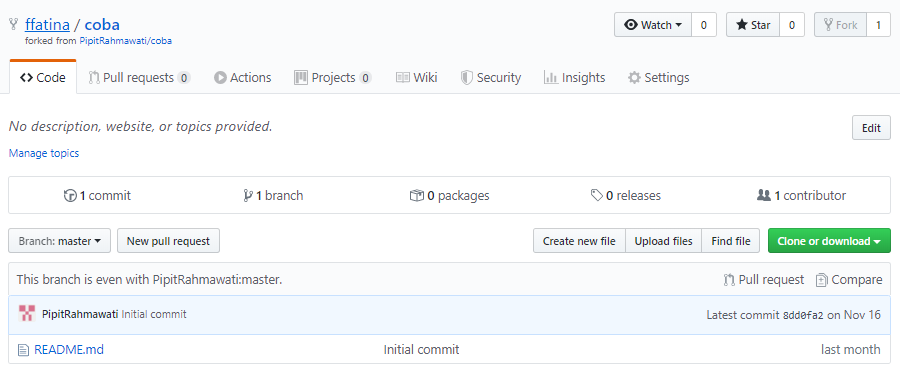 ffatina / coba
Watch 0 Star 0 Fork 1
forked from PipitRahmawati/coba
Code Pull requests 0 Actions Projects 0 Wiki Security Insights Settings
No description, website, or topics provided.
Edit
Manage topics
1 commit 1 branch 0 packages 0 releases 1 contributor
Branch: master New pull request Create new file Upload files Find file Clone or download
This branch is even with PipitRahmawati:master. Pull request Compare
PipitRahmawati Initial commit Latest commit 8dd0fa2 on Nov 16
README.md Initial commit last month